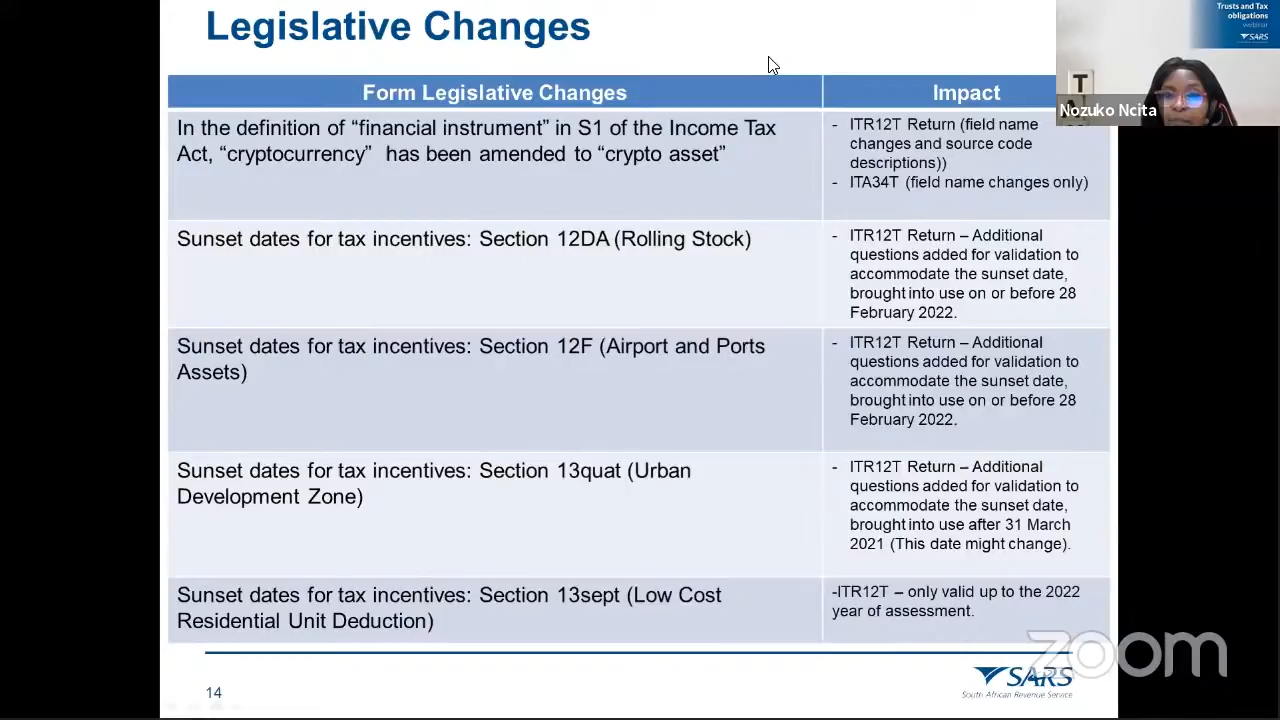 Legislative Changes
Trusts and Tax
obligations
webinar
SARS
T
Nozuko Ncita
Form Legislative Changes
Impact
In the definition of “financial instrument” in S1 of the Income Tax
Act, “cryptocurrency” has been amended to “crypto asset”
- ITR12T Return (field name
changes and source code
descriptions))
- ITA34T (field name changes only)
Sunset dates for tax incentives: Section 12DA (Rolling Stock)
- ITR12T Return – Additional
questions added for validation to
accommodate the sunset date,
brought into use on or before 28
February 2022.
Sunset dates for tax incentives: Section 12F (Airport and Ports
Assets)
- ITR12T Return – Additional
questions added for validation to
accommodate the sunset date,
brought into use on or before 28
February 2022.
Sunset dates for tax incentives: Section 13quat (Urban
Development Zone)
- ITR12T Return – Additional
questions added for validation to
accommodate the sunset date,
brought into use after 31 March
2021 (This date might change).
Sunset dates for tax incentives: Section 13sept (Low Cost
Residential Unit Deduction)
-ITR12T – only valid up to the 2022
year of assessment.
zoom
SARS
South African Revenue Service
14